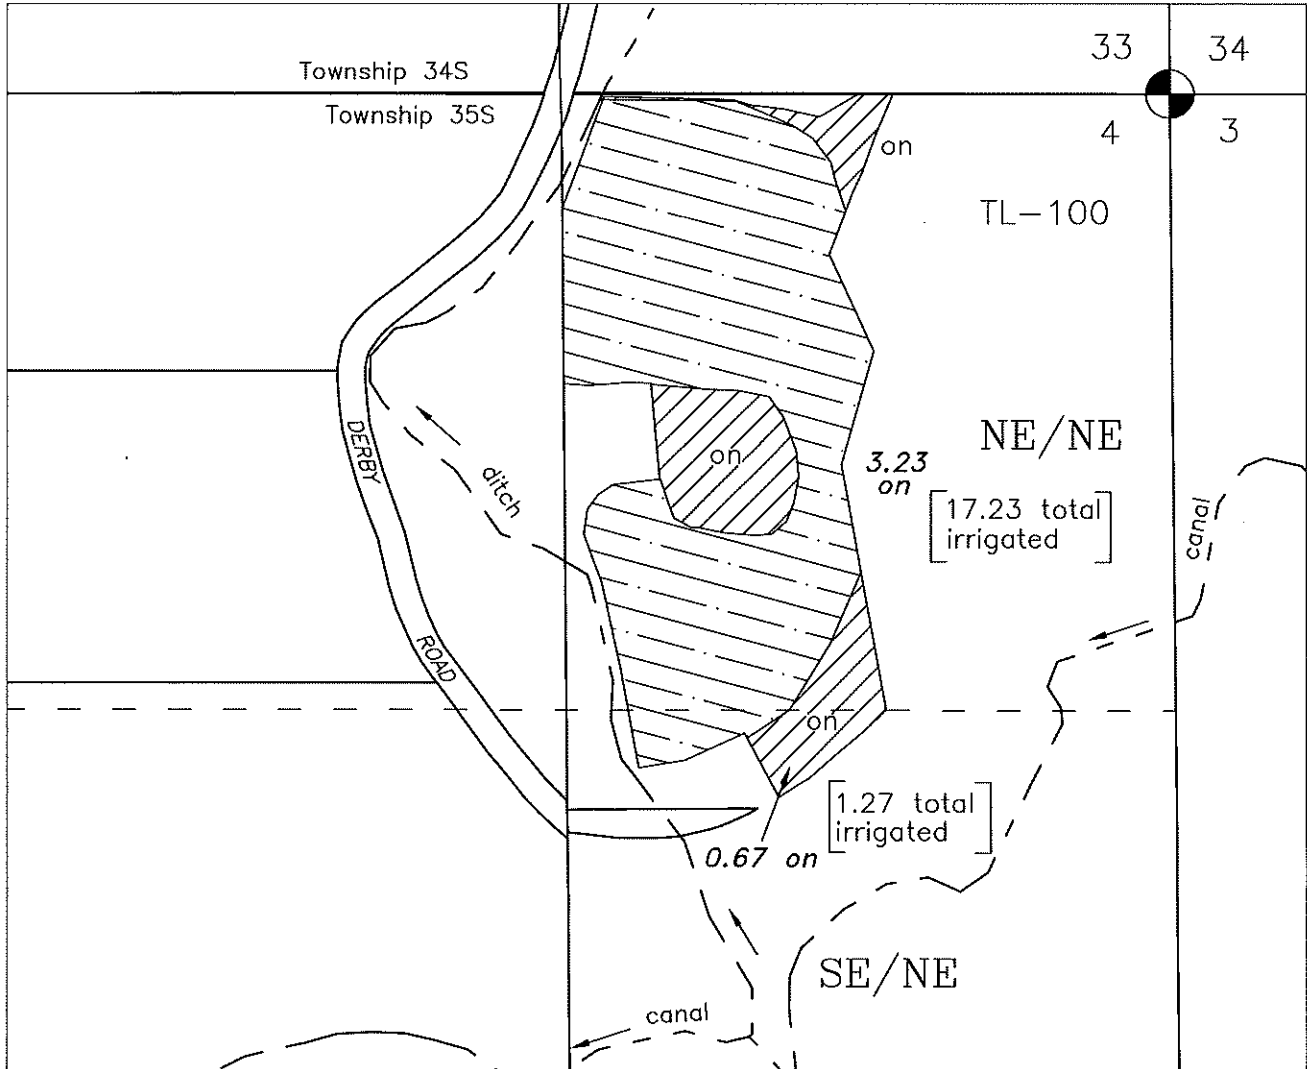 33 34
Township 34S
Township 35S
4 3
on
TL-100
NE/NE
DERBY
on
3.23
on
ditch
17.23 total
irrigated
canal
ROAD
on
1.27 total
irrigated
0.67 on
SE/NE
canal